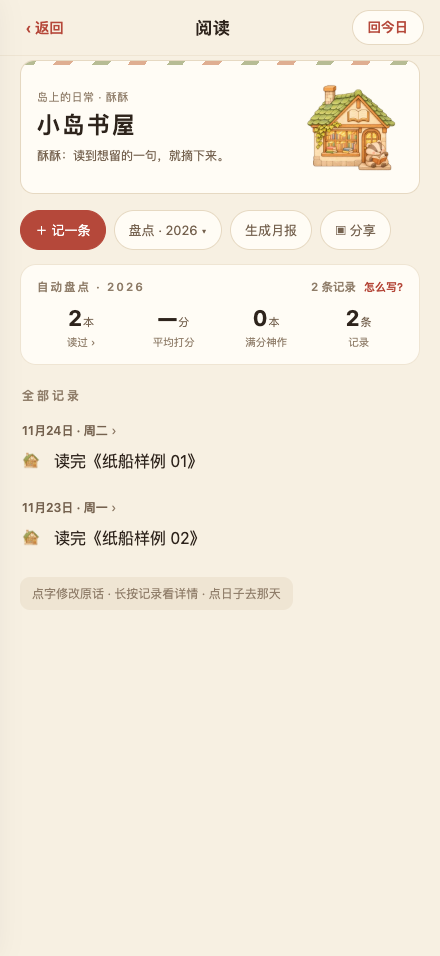 ‹ 返回
阅读
回今日
岛上的日常 · 酥酥
小岛书屋
酥酥：读到想留的一句，就摘下来。
＋ 记一条
盘点 · 2026 ▾
生成月报
▣ 分享
自动盘点 · 2026
2 条记录 怎么写?
2本
—分
0本
2条
读过 ›
平均打分
满分神作
记录
全部记录
11月24日 · 周二 ›
读完《纸船样例 01》
11月23日 · 周一 ›
读完《纸船样例 02》
点字修改原话 · 长按记录看详情 · 点日子去那天